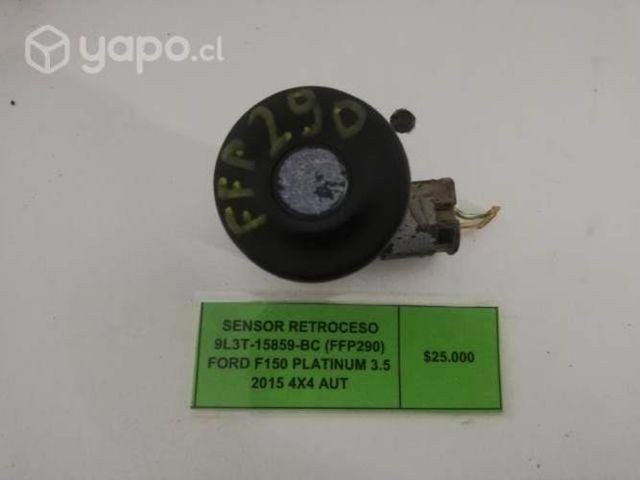 yapo.cl
FFP290
SENSOR RETROCESO
9L3T-15859-BC (FFP290)
FORD F150 PLATINUM 3.5
2015 4X4 AUT
$25.000